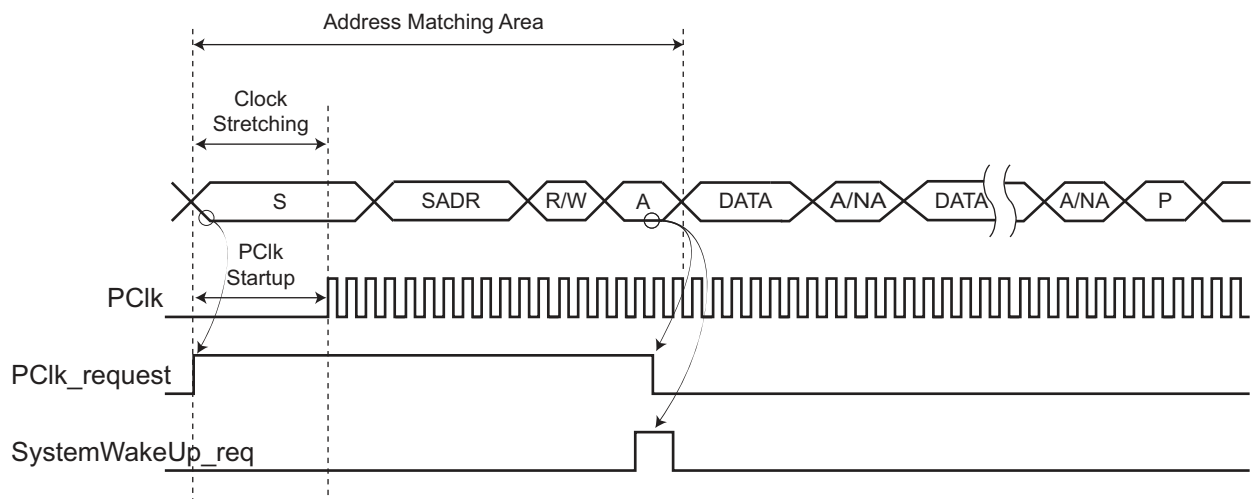 Address Matching Area
Clock
Stretching
S SADR R/W A DATA A/NA DATA A/NA P
PClk
Startup
PClk
PClk_request
SystemWakeUp_req